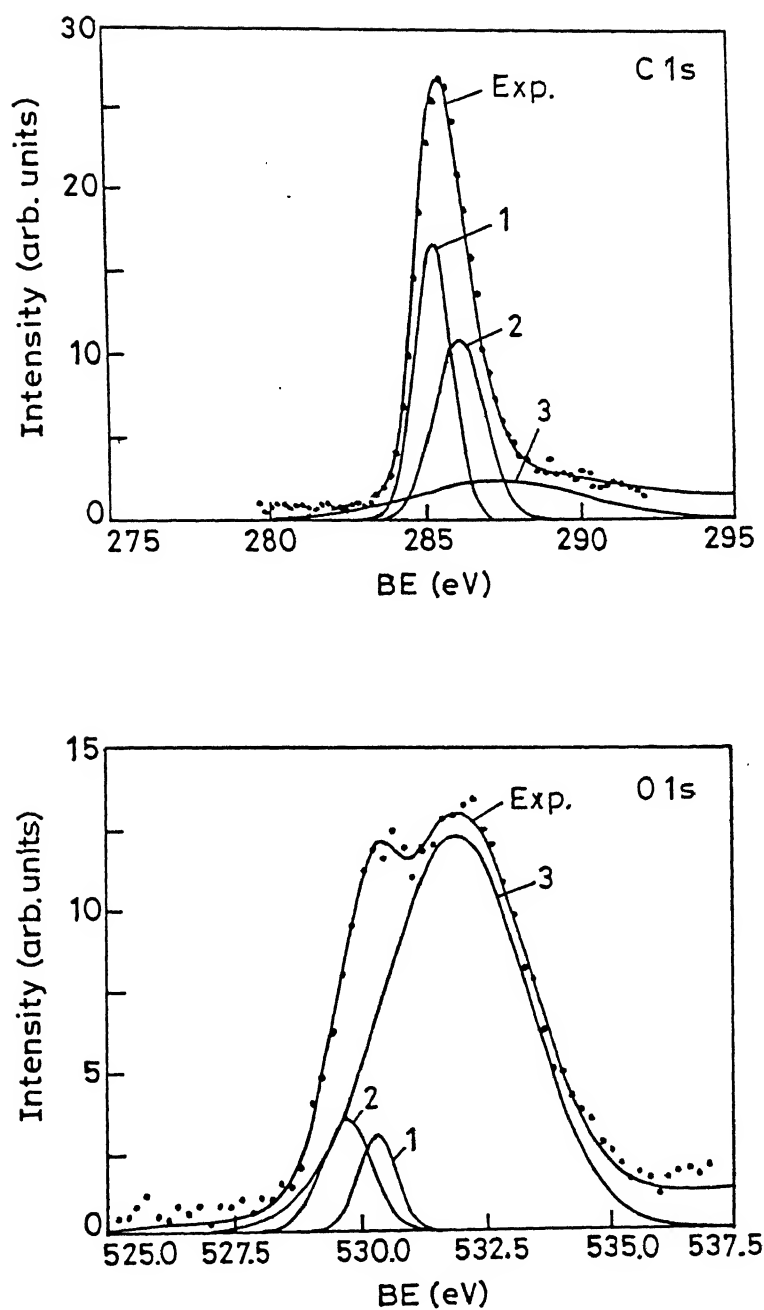 30
C 1s
Exp.
20
1
2
10
3
0
275 280 285 290 295
BE (eV)
Intensity (arb. units)
15
O 1s
Exp.
3
10
5
2
1
0
525.0 527.5 530.0 532.5 535.0 537.5
BE (eV)
Intensity (arb.units)